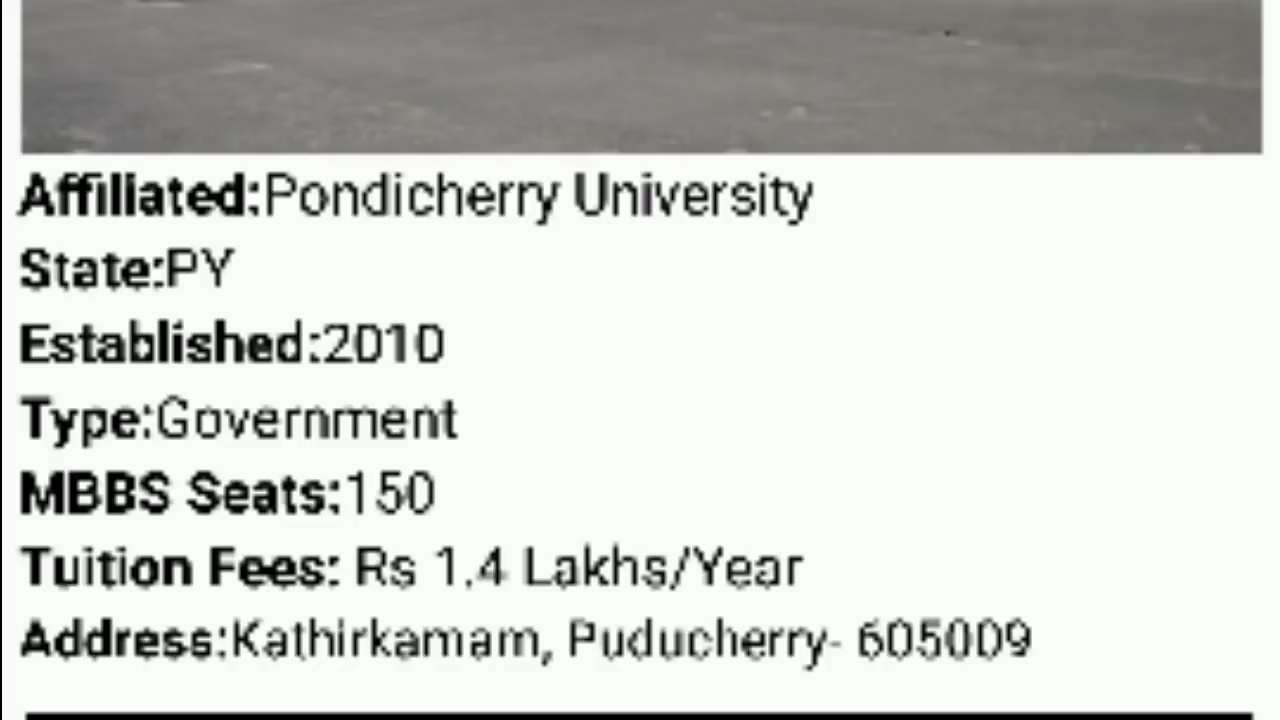 Affiliated:Pondicherry University
State:PY
Established:2010
Type:Government
MBBS Seats:150
Tuition Fees: Rs 1.4 Lakhs/Year
Address:Kathirkamam, Puducherry- 605009